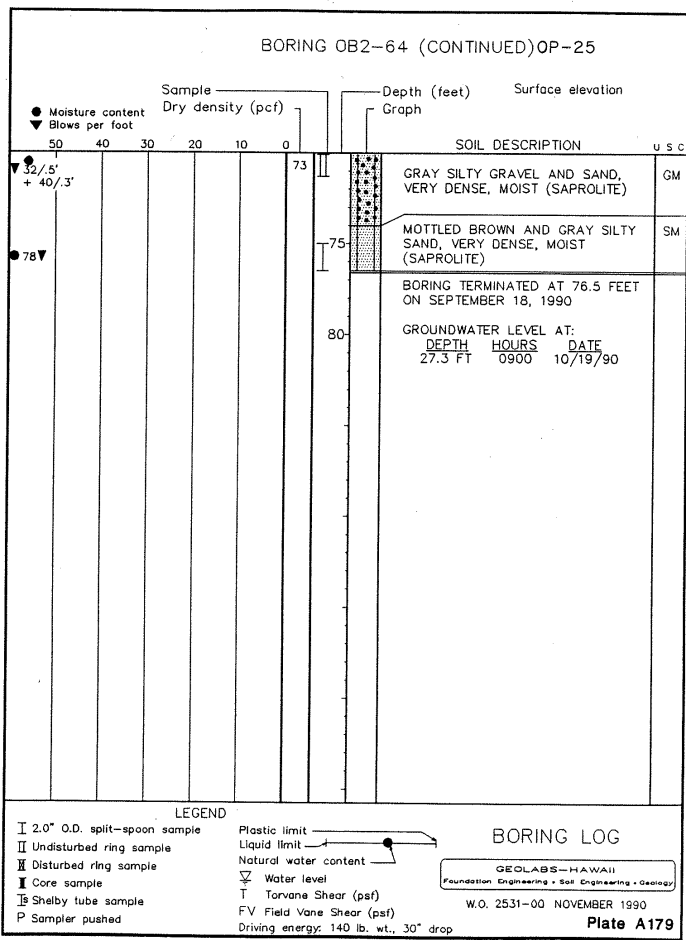 BORING OB2-64 (CONTINUED)OP-25
Sample
Depth (feet)
Surface elevation
● Moisture content
Dry density (pcf)
Graph
▼ Blows per foot
50 40 30 20 10 0
SOIL DESCRIPTION
U S C
32/.5'
+ 40/.3'
73
GRAY SILTY GRAVEL AND SAND,
VERY DENSE, MOIST (SAPROLITE)
GM
MOTTLED BROWN AND GRAY SILTY
SAND, VERY DENSE, MOIST
(SAPROLITE)
SM
75
78
BORING TERMINATED AT 76.5 FEET
ON SEPTEMBER 18, 1990
80
GROUNDWATER LEVEL AT:
DEPTH HOURS DATE
27.3 FT 0900 10/19/90
LEGEND
2.0" O.D. split-spoon sample
Undisturbed ring sample
Disturbed ring sample
Core sample
Ts Shelby tube sample
P Sampler pushed
Plastic limit
Liquid limit
Natural water content
Water level
T Torvane Shear (psf)
FV Field Vane Shear (psf)
Driving energy: 140 lb. wt., 30" drop
BORING LOG
GEOLABS-HAWAII
Foundation Engineering • Soil Engineering • Geology
W.O. 2531-00 NOVEMBER 1990
Plate A179